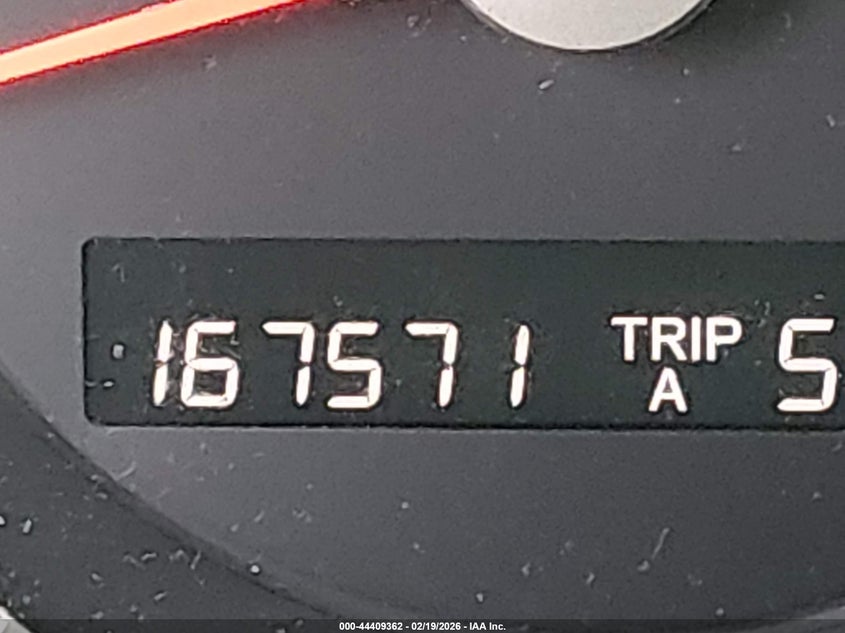 167571 TRIP A 5
000-44409362 - 02/19/2026 - IAA Inc.